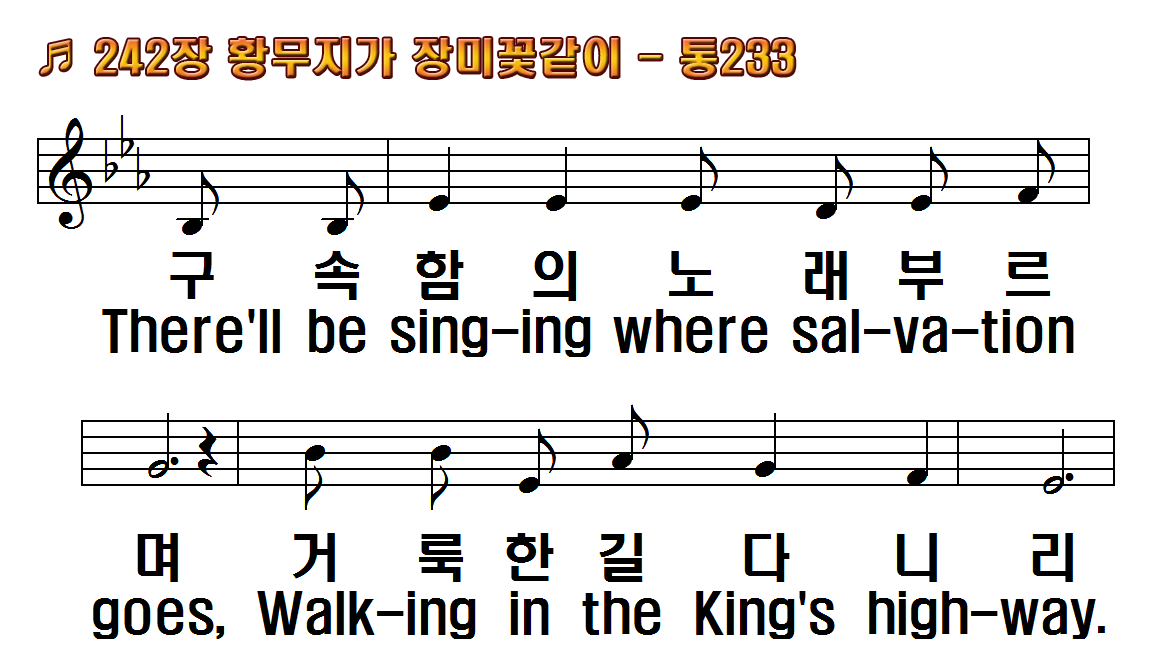 ♬ 242장 황무지가 장미꽃같이 - 통233
구 속 함 의 노 래 부 르
There'll be sing-ing where sal-va-tion
며 거 룩 한 길 다 니 리
goes, Walk-ing in the King's high-way.